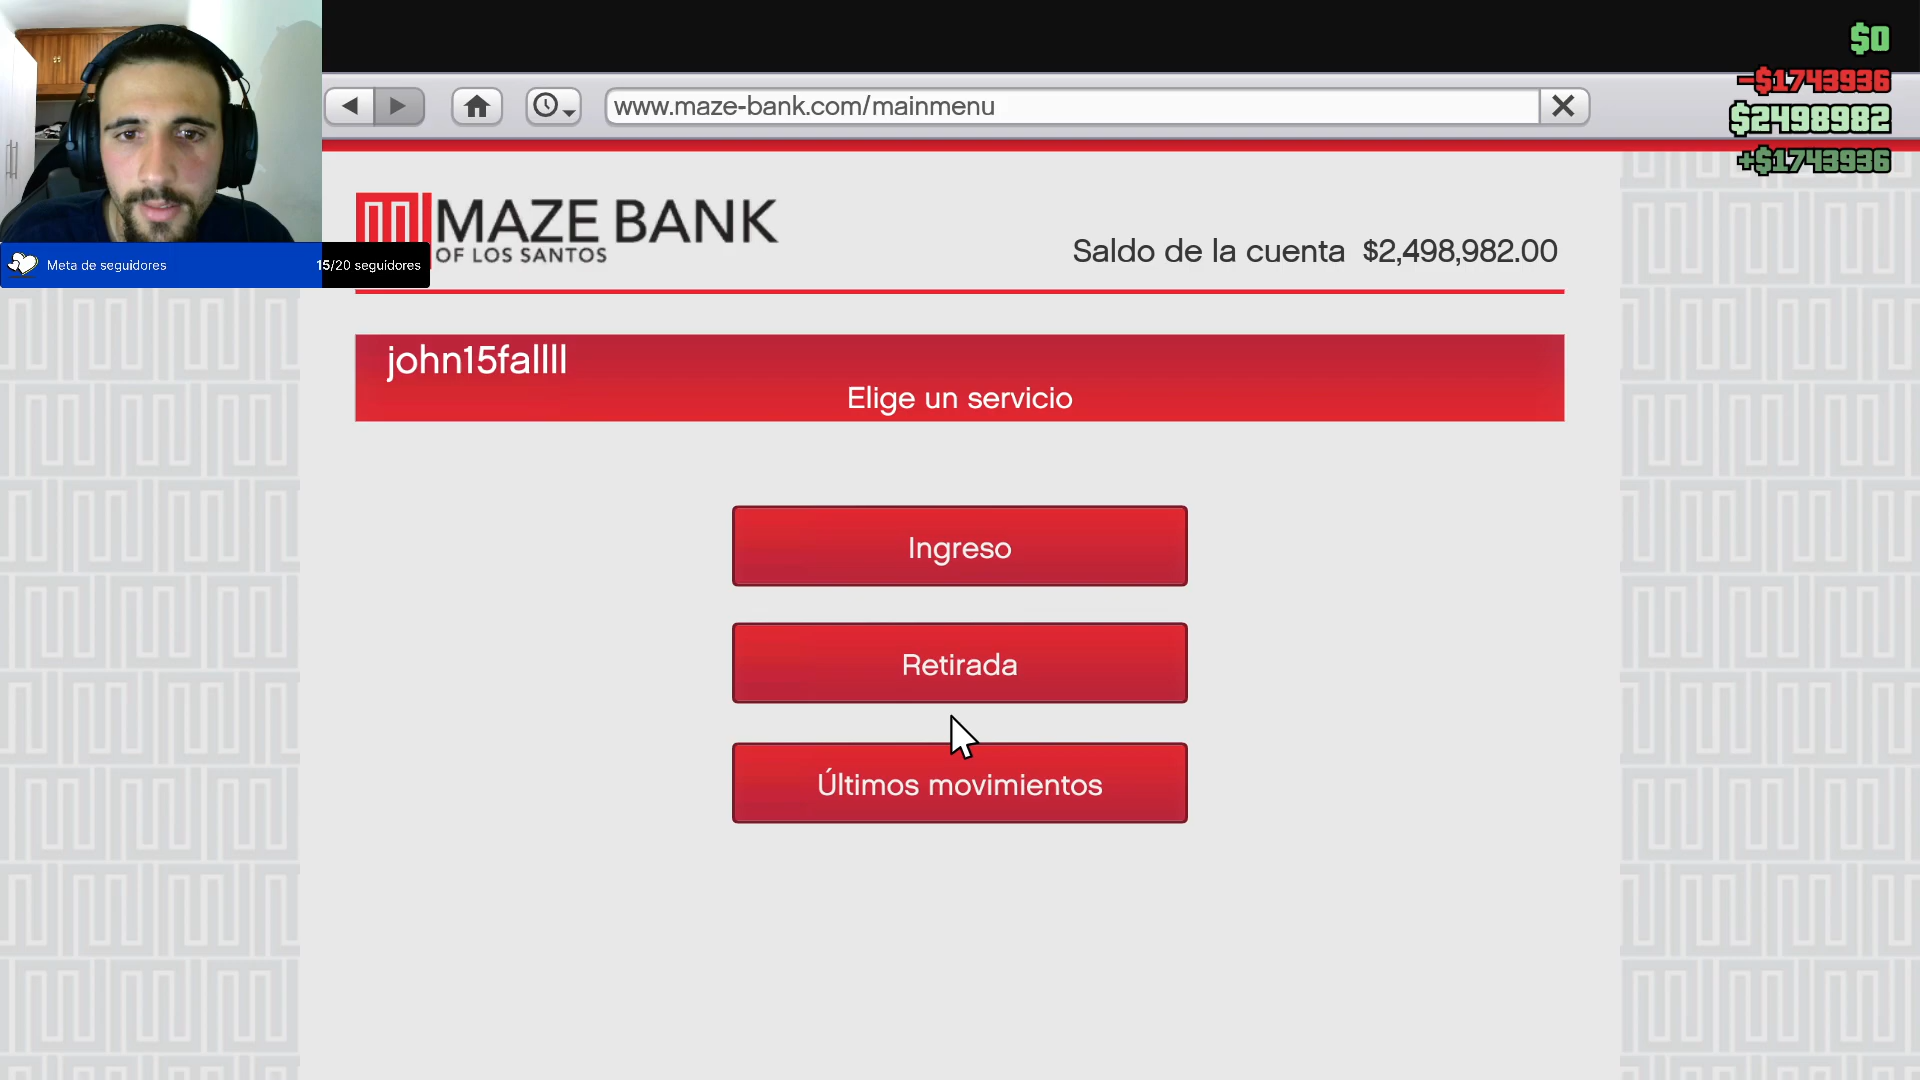 $0
-$1743936
$2498982
+$1743936
www.maze-bank.com/mainmenu
MAZE BANK
OF LOS SANTOS
Saldo de la cuenta $2,498,982.00
Meta de seguidores 15/20 seguidores
john15fallll
Elige un servicio
Ingreso
Retirada
Últimos movimientos